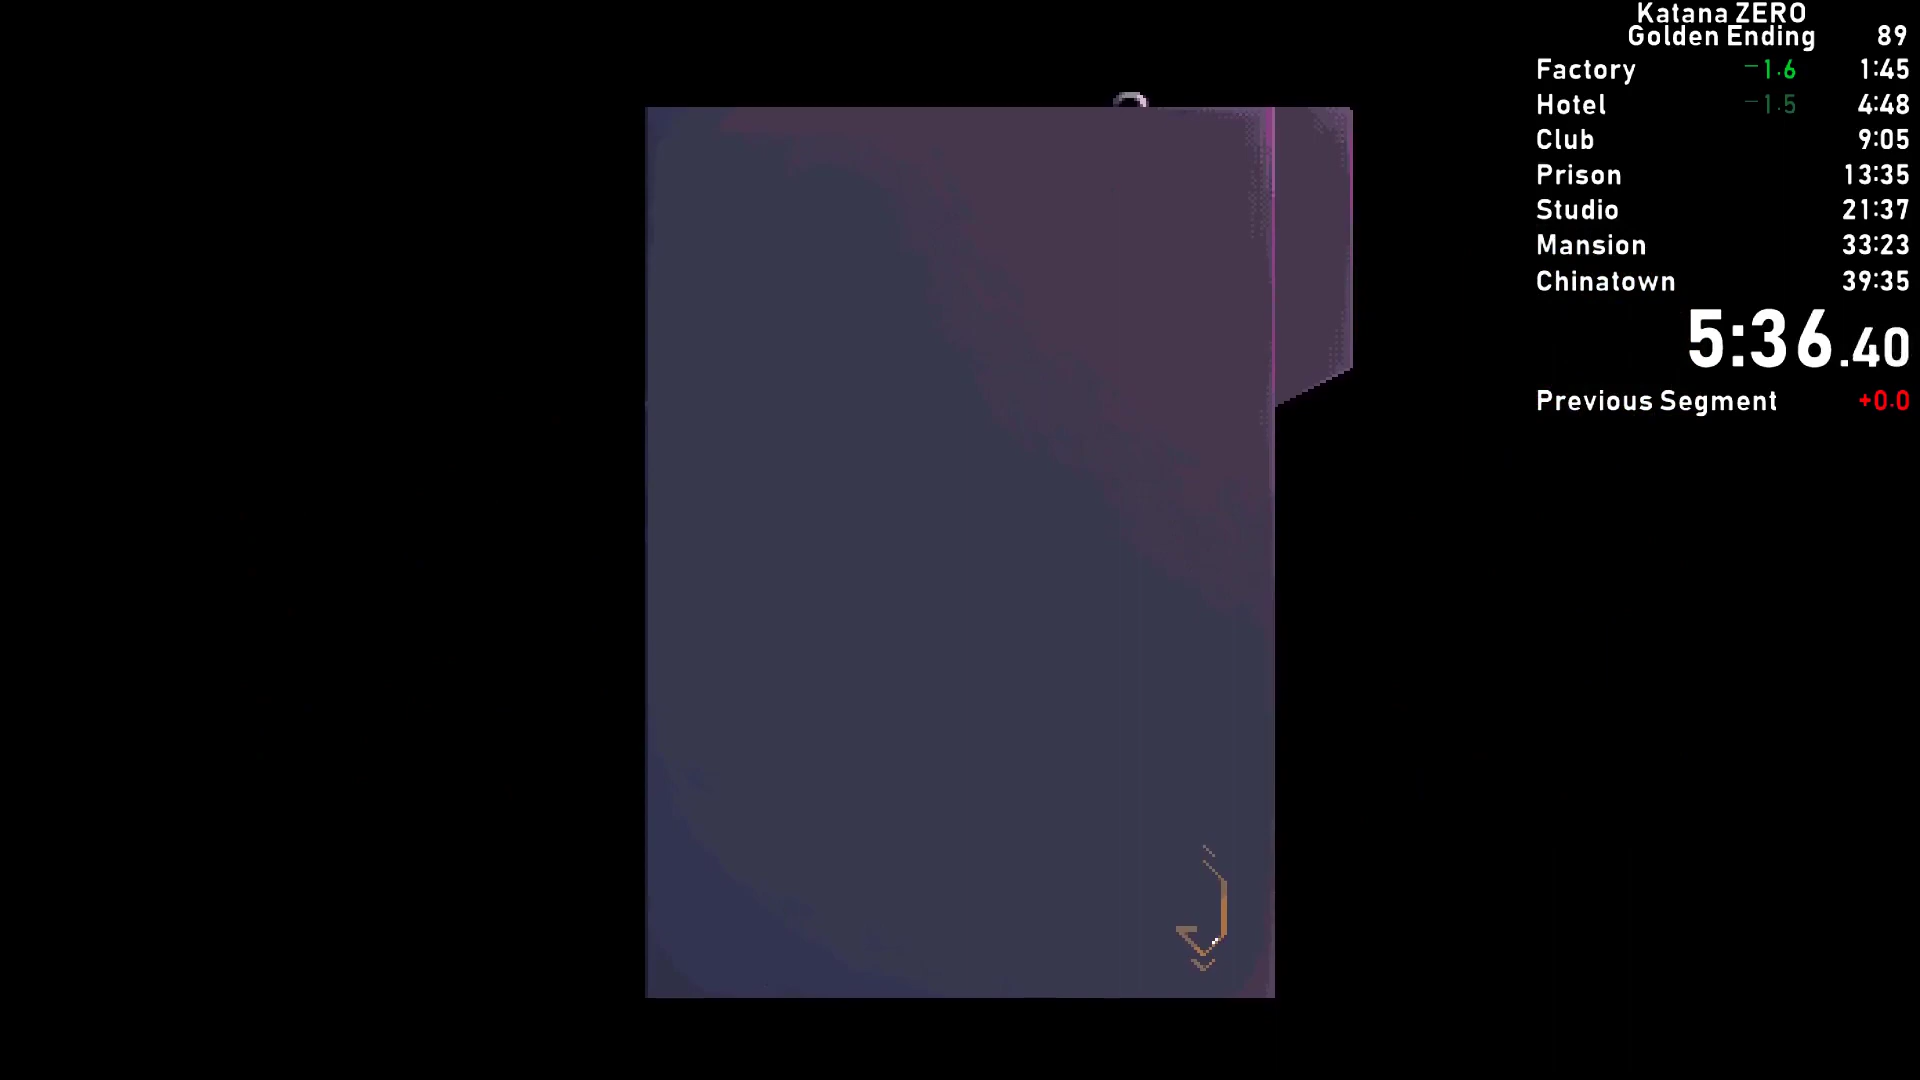 Katana ZERO
Golden Ending 89
Factory -1.6 1:45
Hotel -1.5 4:48
Club 9:05
Prison 13:35
Studio 21:37
Mansion 33:23
Chinatown 39:35
5:36.40
Previous Segment +0.0